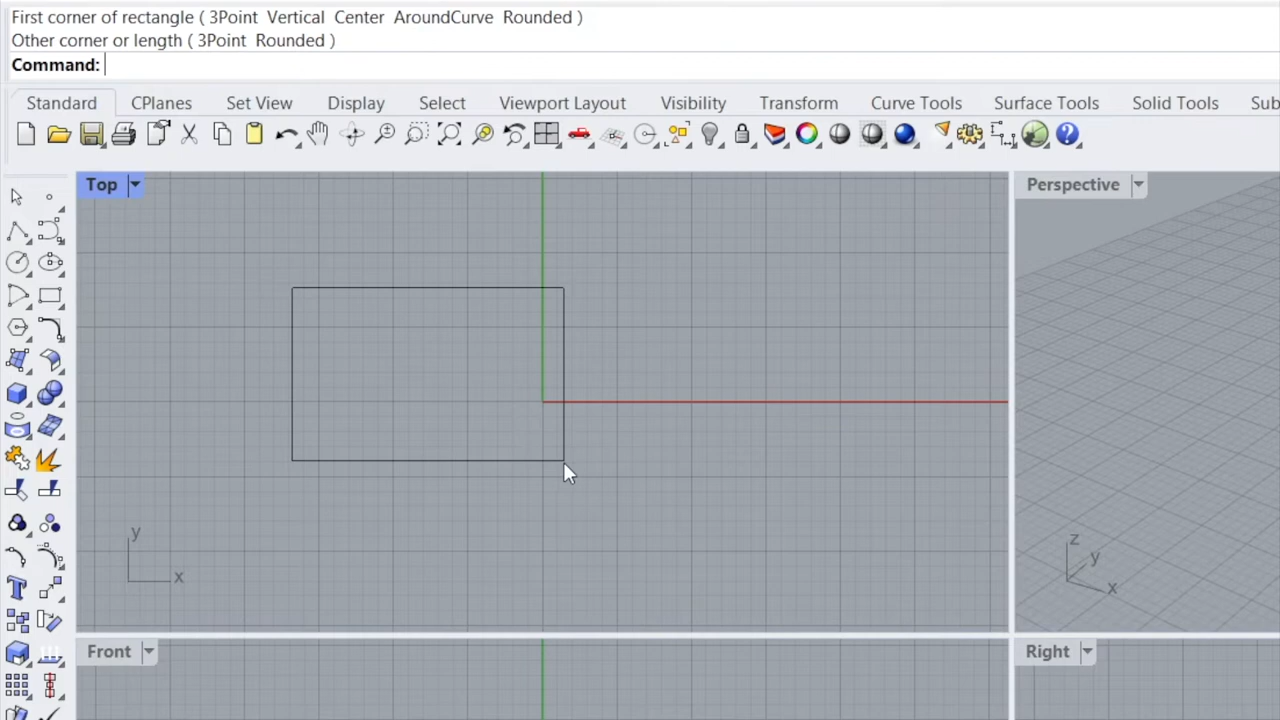 First corner of rectangle ( 3Point Vertical Center AroundCurve Rounded )
Other corner or length ( 3Point Rounded )
Command:
Standard CPlanes Set View Display Select Viewport Layout Visibility Transform Curve Tools Surface Tools Solid Tools Sub
Top Perspective
y
x
z
y
x
Front Right